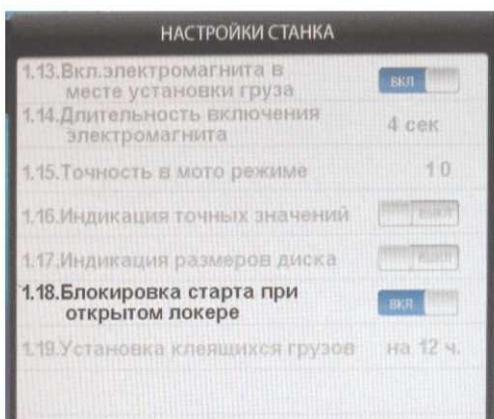 НАСТРОЙКИ СТАНКА
1.13.Вкл.электромагнита в
месте установки груза
ВКЛ
1.14.Длительность включения
электромагнита
4 сек
1.15.Точность в мото режиме
10
1.16.Индикация точных значений
ВЫКЛ
1.17.Индикация размеров диска
ВЫКЛ
1.18.Блокировка старта при
открытом локере
ВКЛ
1.19.Установка клеящихся грузов
на 12 ч.